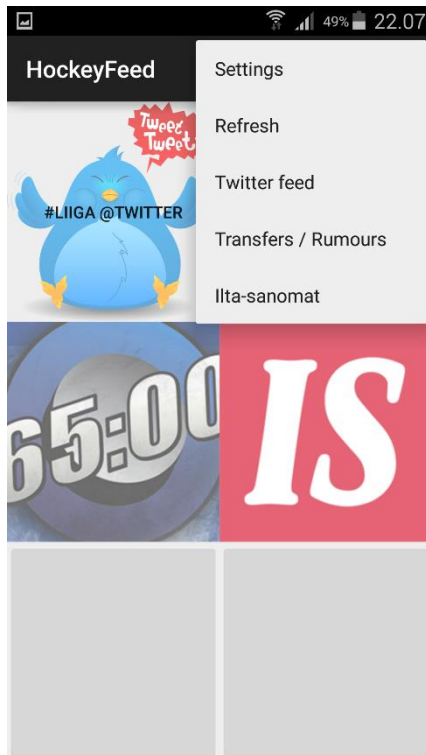 49% 22.07
HockeyFeed
Settings
Refresh
Twitter feed
Transfers / Rumours
Ilta-sanomat
Tweet
Tweet
#LIIGA @TWITTER
65:00
IS